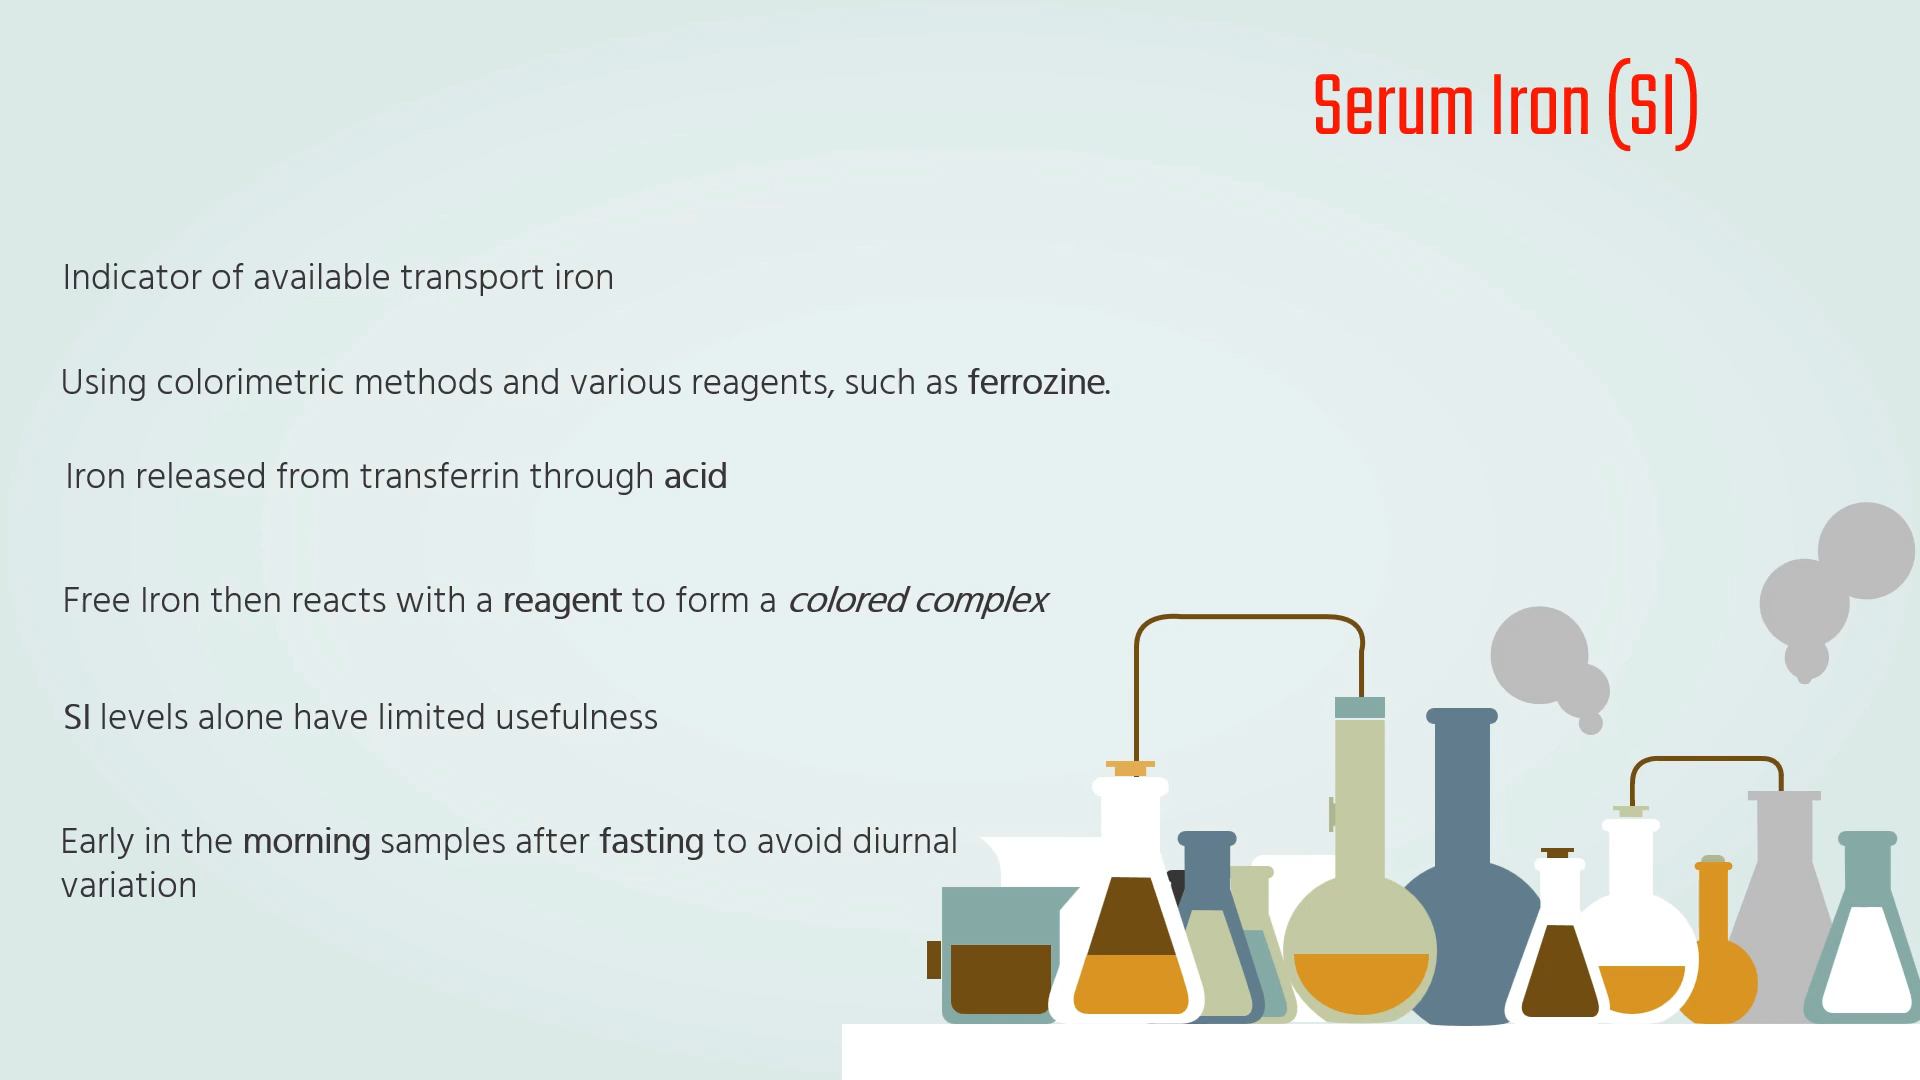 Serum Iron (SI)
Indicator of available transport iron
Using colorimetric methods and various reagents, such as ferrozine.
Iron released from transferrin through acid
Free Iron then reacts with a reagent to form a colored complex
SI levels alone have limited usefulness
Early in the morning samples after fasting to avoid diurnal
variation